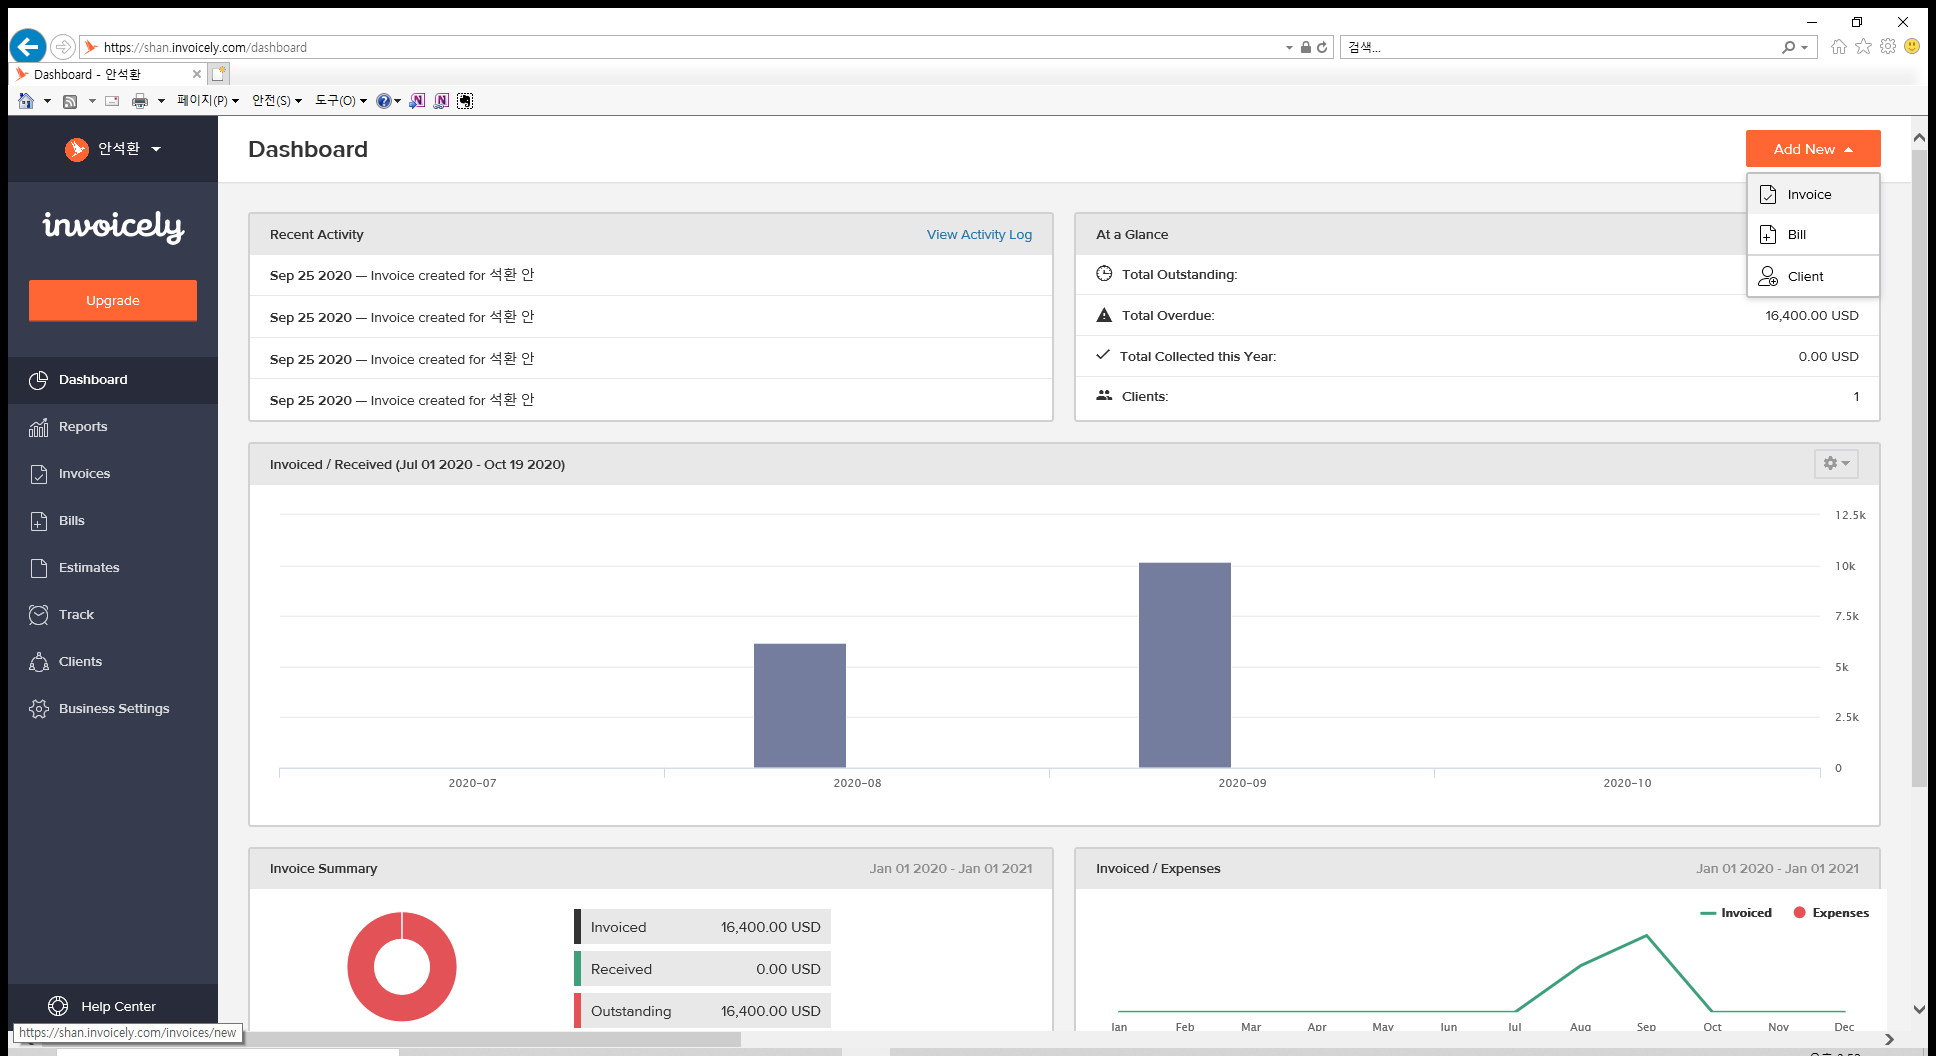 https://shan.invoicely.com/dashboard
검색...
Dashboard - 안석환
페이지(P)
안전(S)
도구(O)
안석환
Dashboard
Add New
Invoice
Bill
Client
invoicely
Upgrade
Dashboard
Reports
Invoices
Bills
Estimates
Track
Clients
Business Settings
Help Center
https://shan.invoicely.com/invoices/new
Recent Activity
View Activity Log
Sep 25 2020 — Invoice created for 석환 안
Sep 25 2020 — Invoice created for 석환 안
Sep 25 2020 — Invoice created for 석환 안
Sep 25 2020 — Invoice created for 석환 안
At a Glance
Total Outstanding:
Total Overdue: 16,400.00 USD
Total Collected this Year: 0.00 USD
Clients: 1
Invoiced / Received (Jul 01 2020 - Oct 19 2020)
12.5k
10k
7.5k
5k
2.5k
0
2020-07 2020-08 2020-09 2020-10
Invoice Summary Jan 01 2020 - Jan 01 2021
Invoiced 16,400.00 USD
Received 0.00 USD
Outstanding 16,400.00 USD
Invoiced / Expenses Jan 01 2020 - Jan 01 2021
Invoiced Expenses
Jan Feb Mar Apr May Jun Jul Aug Sep Oct Nov Dec